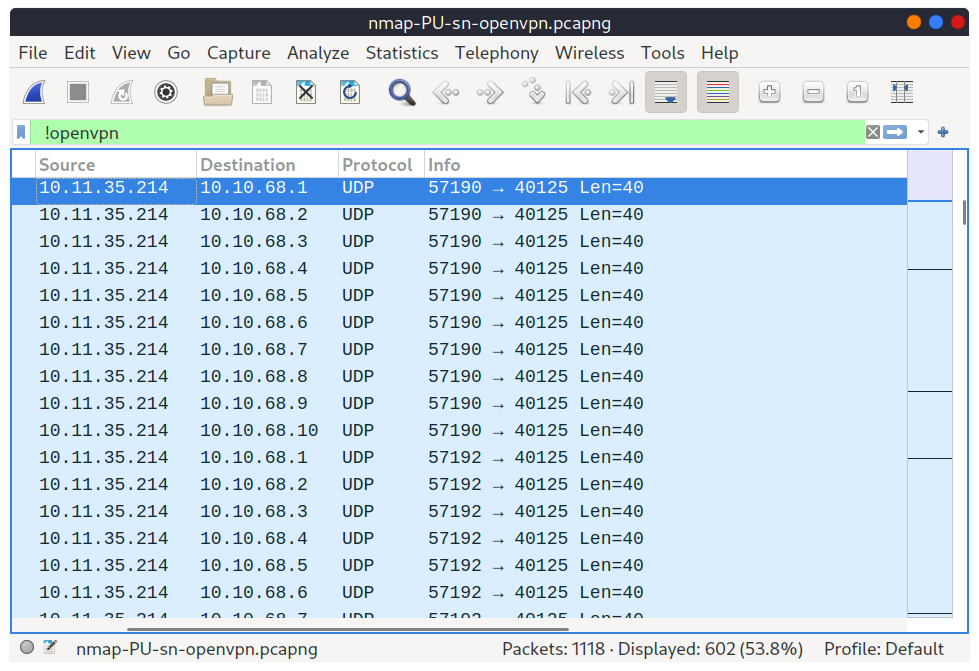 nmap-PU-sn-openvpn.pcapng
File Edit View Go Capture Analyze Statistics Telephony Wireless Tools Help
!openvpn
Source Destination Protocol Info
10.11.35.214 10.10.68.1 UDP 57190 → 40125 Len=40
10.11.35.214 10.10.68.2 UDP 57190 → 40125 Len=40
10.11.35.214 10.10.68.3 UDP 57190 → 40125 Len=40
10.11.35.214 10.10.68.4 UDP 57190 → 40125 Len=40
10.11.35.214 10.10.68.5 UDP 57190 → 40125 Len=40
10.11.35.214 10.10.68.6 UDP 57190 → 40125 Len=40
10.11.35.214 10.10.68.7 UDP 57190 → 40125 Len=40
10.11.35.214 10.10.68.8 UDP 57190 → 40125 Len=40
10.11.35.214 10.10.68.9 UDP 57190 → 40125 Len=40
10.11.35.214 10.10.68.10 UDP 57190 → 40125 Len=40
10.11.35.214 10.10.68.1 UDP 57192 → 40125 Len=40
10.11.35.214 10.10.68.2 UDP 57192 → 40125 Len=40
10.11.35.214 10.10.68.3 UDP 57192 → 40125 Len=40
10.11.35.214 10.10.68.4 UDP 57192 → 40125 Len=40
10.11.35.214 10.10.68.5 UDP 57192 → 40125 Len=40
10.11.35.214 10.10.68.6 UDP 57192 → 40125 Len=40
nmap-PU-sn-openvpn.pcapng Packets: 1118 · Displayed: 602 (53.8%) Profile: Default